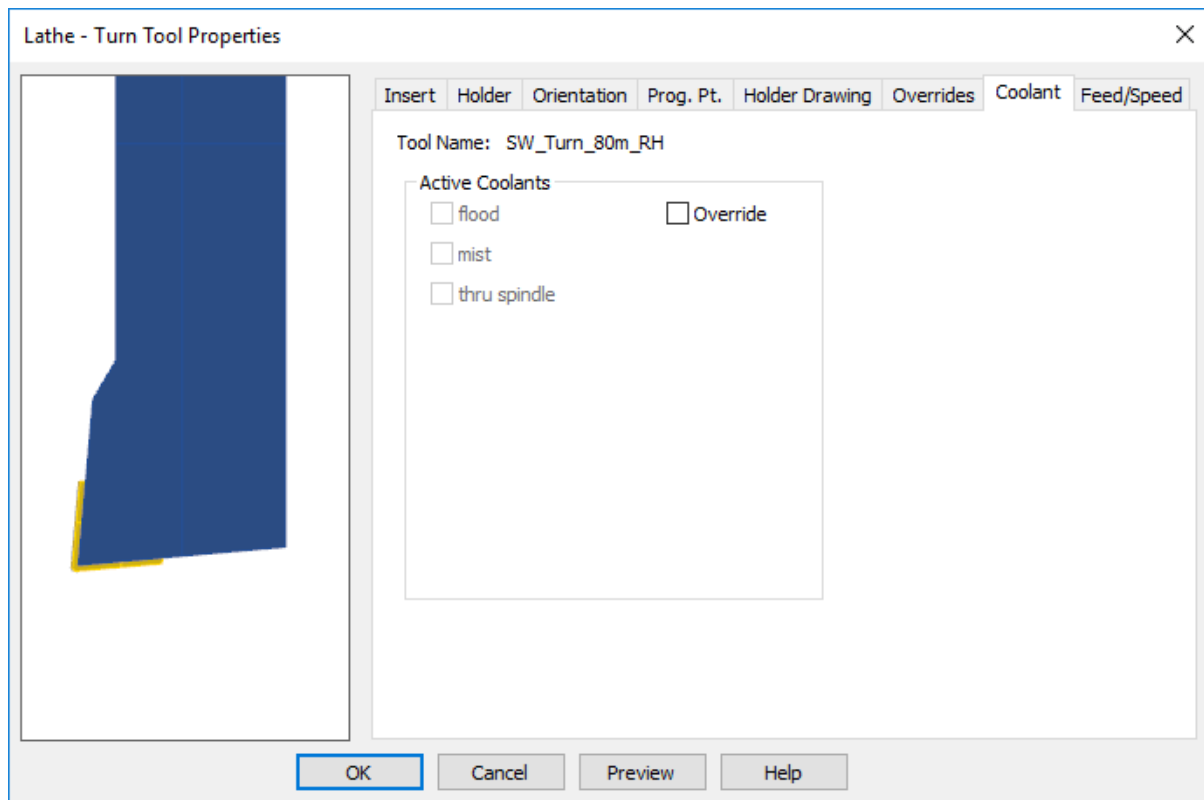 Lathe - Turn Tool Properties
Insert Holder Orientation Prog. Pt. Holder Drawing Overrides Coolant Feed/Speed
Tool Name: SW_Turn_80m_RH
Active Coolants
flood Override
mist
thru spindle
OK Cancel Preview Help